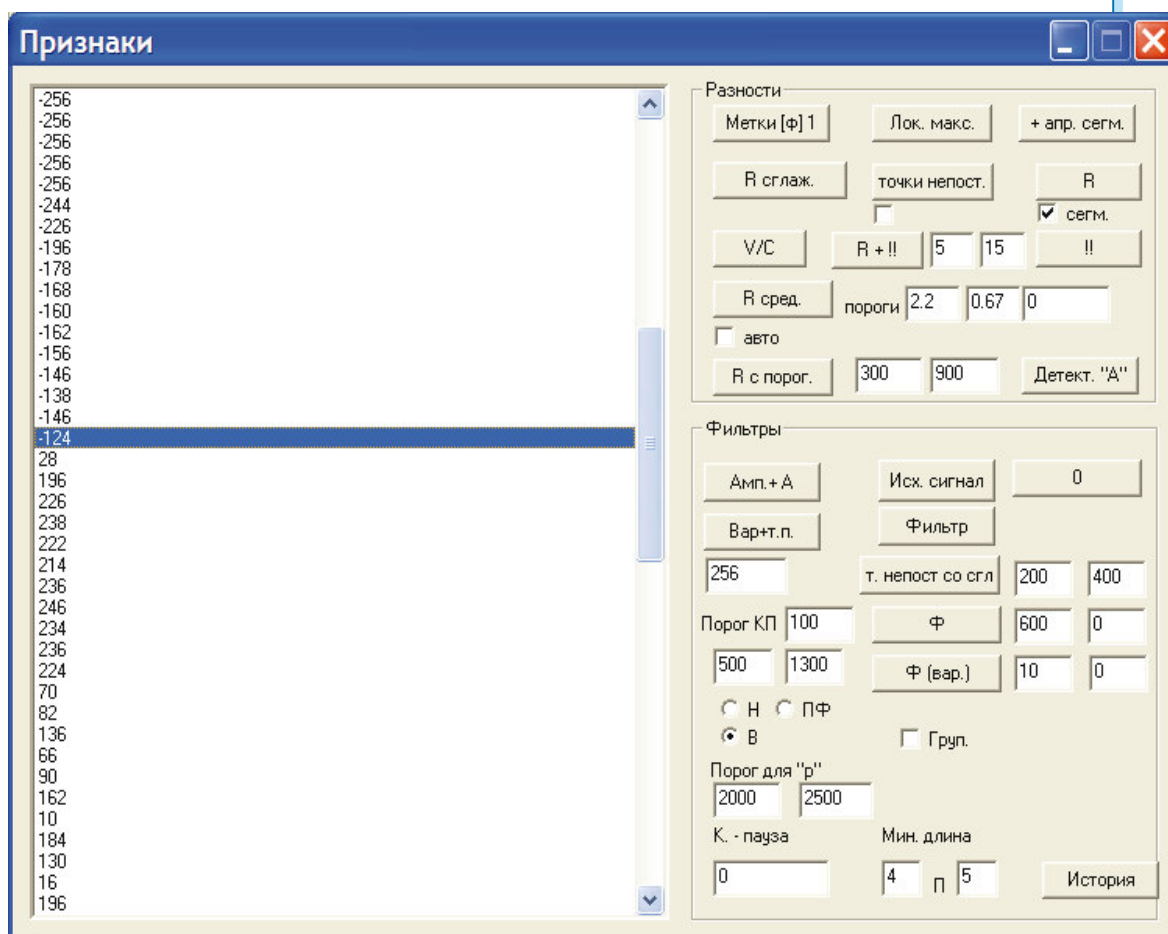 Признаки
-256
-256
-256
-256
-256
-244
-226
-196
-178
-168
-160
-162
-156
-146
-138
-146
-124
28
196
226
238
222
214
236
246
234
236
224
70
82
136
66
90
162
10
184
130
16
196
Разности
Метки [ф] 1 Лок. макс. + апр. сегм.
R сглаж. точки непост. R
сегм.
V/C R + !! 5 15 !!
R сред. пороги 2.2 0.67 0
авто
R с порог. 300 900 Детект. "А"
Фильтры
Амп.+ А Исх. сигнал 0
Вар+т.п. Фильтр
256 т. непост со сгл 200 400
Порог КП 100 Ф 600 0
500 1300 Ф (вар.) 10 0
Н ПФ
В Груп.
Порог для "р"
2000 2500
К. - пауза Мин. длина
0 4 П 5 История